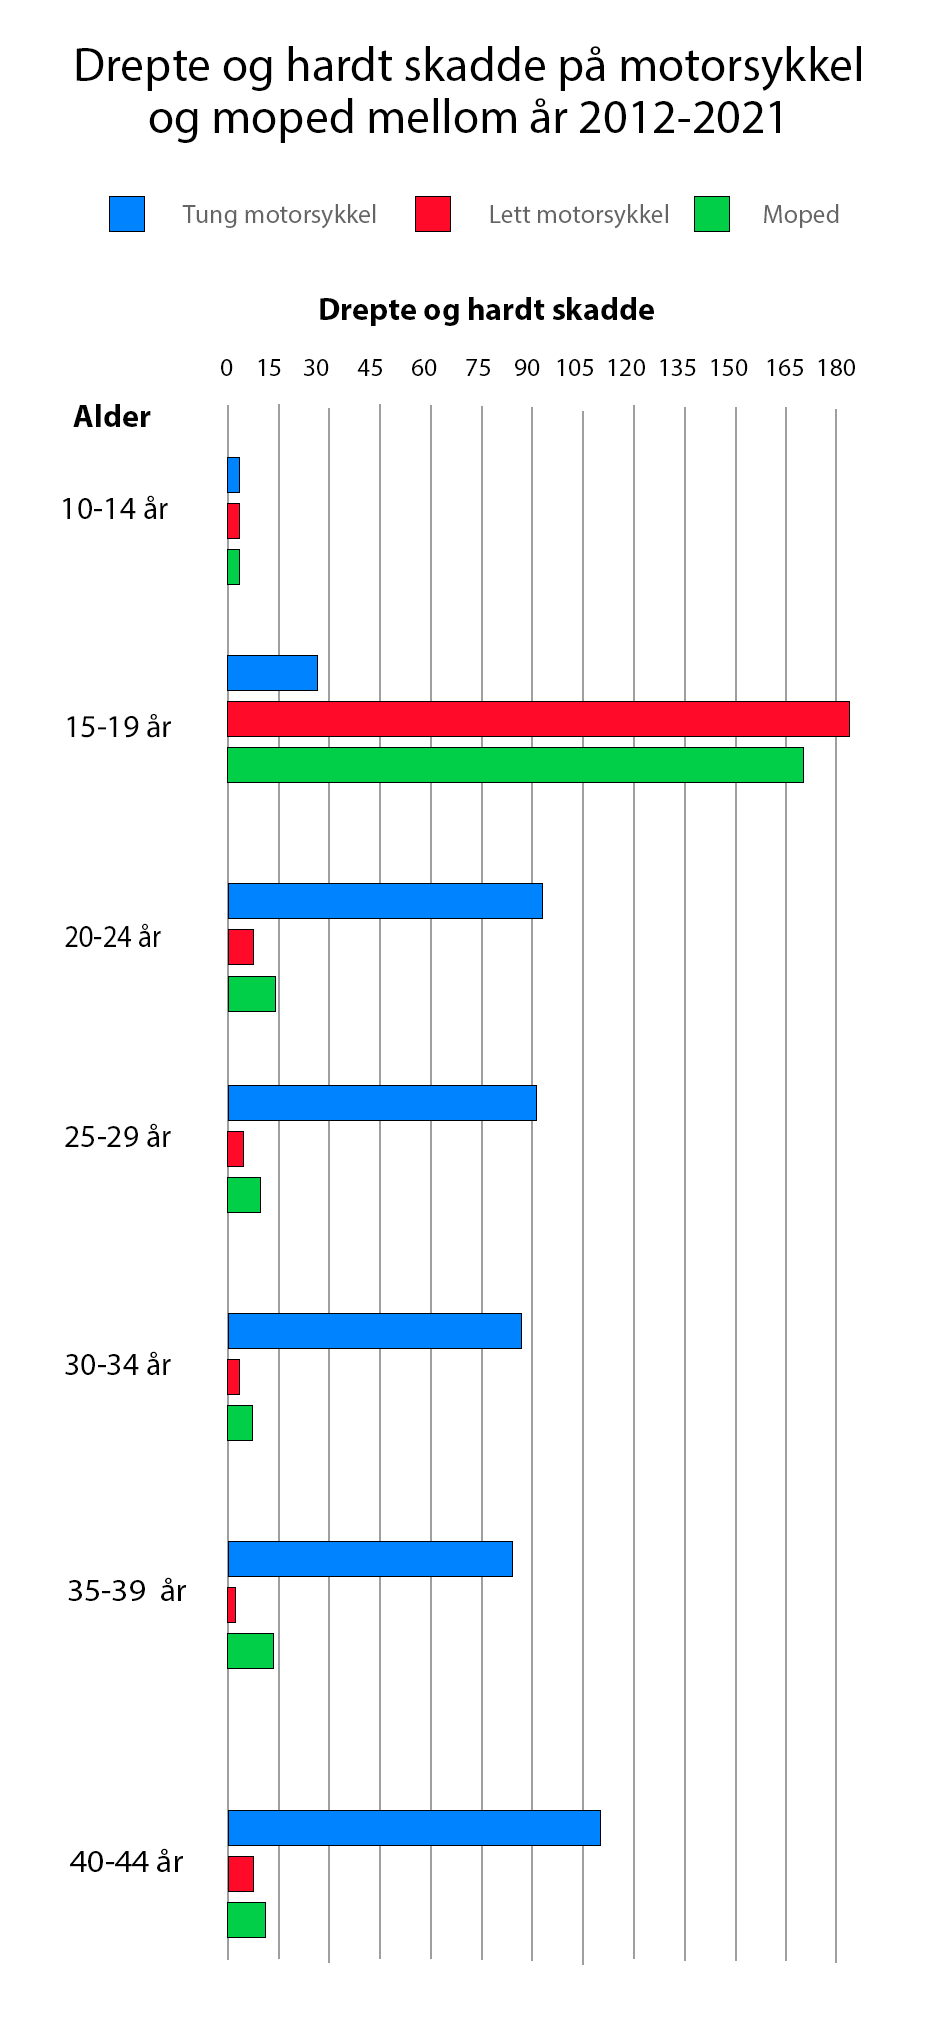 Drepte og hardt skadde på motorsykkel
og moped mellom år 2012-2021
Tung motorsykkel Lett motorsykkel Moped
Drepte og hardt skadde
0 15 30 45 60 75 90 105 120 135 150 165 180
Alder
10-14 år
15-19 år
20-24 år
25-29 år
30-34 år
35-39 år
40-44 år